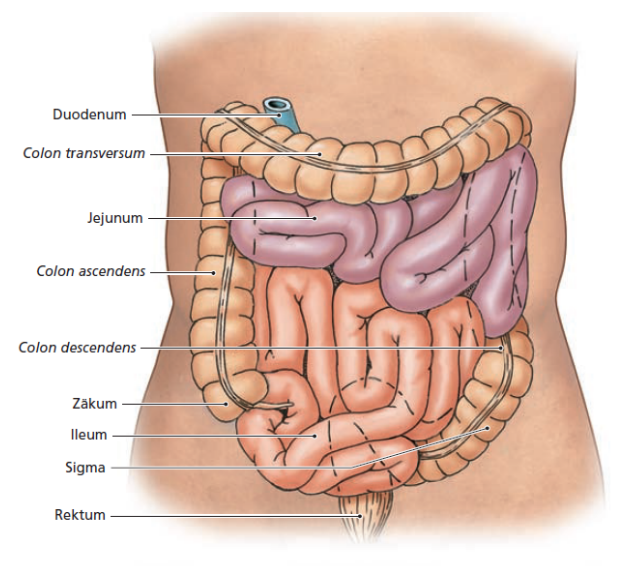 Duodenum
Colon transversum
Jejunum
Colon ascendens
Colon descendens
Zäkum
Ileum
Sigma
Rektum